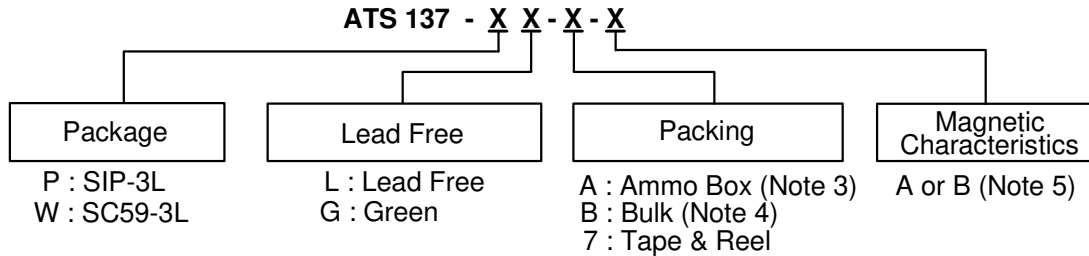 ATS 137 - X X - X - X
Package
Lead Free
Packing
Magnetic
Characteristics
P : SIP-3L
W : SC59-3L
L : Lead Free
G : Green
A : Ammo Box (Note 3)
B : Bulk (Note 4)
7 : Tape & Reel
A or B (Note 5)